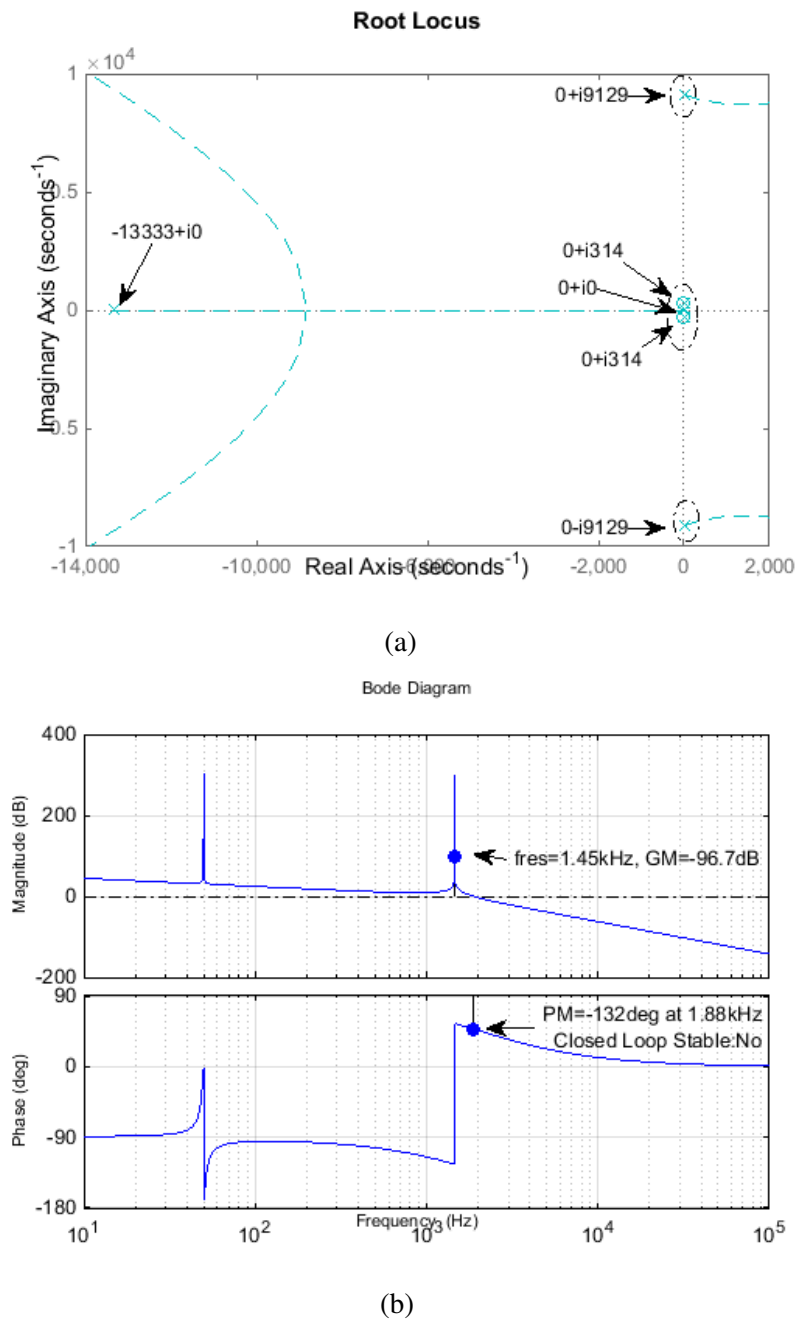 Root Locus
×10⁴
1
0.5
0
0.5
-1
Imaginary Axis (seconds⁻¹)
0+i9129
-13333+i0
0+i314
0+i0
0+i314
0-i9129
-14,000
-10,000
-2,000
0
2,000
Real Axis (seconds⁻¹)
(a)
Bode Diagram
400
200
0
-200
Magnitude (dB)
fres=1.45kHz, GM=-96.7dB
90
0
-90
-180
Phase (deg)
PM=-132deg at 1.88kHz
Closed Loop Stable:No
10¹
10²
10³
10⁴
10⁵
Frequency (Hz)
(b)